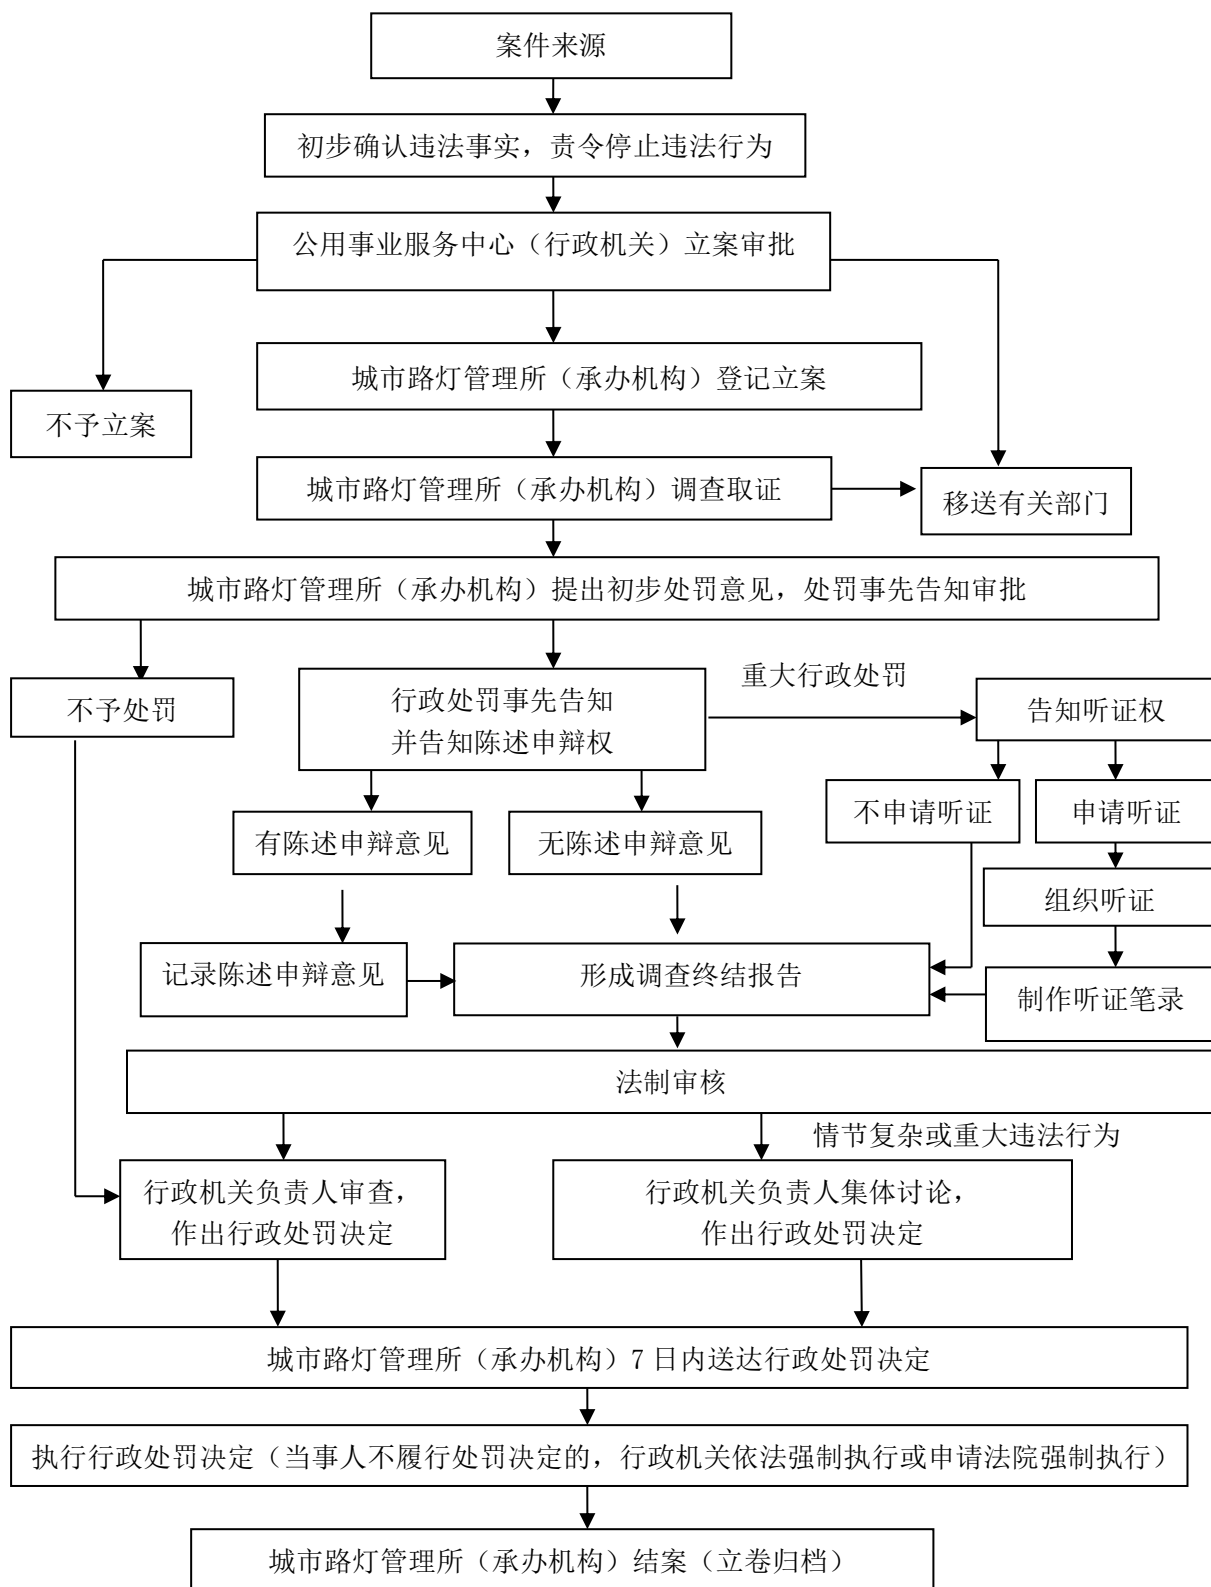 案件来源
初步确认违法事实，责令停止违法行为
公用事业服务中心（行政机关）立案审批
城市路灯管理所（承办机构）登记立案
不予立案
城市路灯管理所（承办机构）调查取证
移送有关部门
城市路灯管理所（承办机构）提出初步处罚意见，处罚事先告知审批
不予处罚
行政处罚事先告知
并告知陈述申辩权
重大行政处罚
告知听证权
不申请听证
申请听证
有陈述申辩意见
无陈述申辩意见
组织听证
记录陈述申辩意见
形成调查终结报告
制作听证笔录
法制审核
情节复杂或重大违法行为
行政机关负责人审查，
作出行政处罚决定
行政机关负责人集体讨论，
作出行政处罚决定
城市路灯管理所（承办机构）7 日内送达行政处罚决定
执行行政处罚决定（当事人不履行处罚决定的，行政机关依法强制执行或申请法院强制执行）
城市路灯管理所（承办机构）结案（立卷归档）